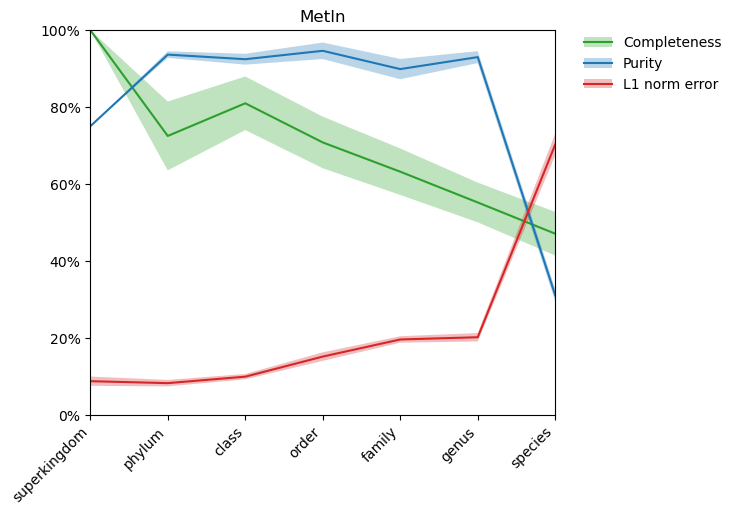 MetIn
100%
80%
60%
40%
20%
0%
superkingdom
phylum
class
order
family
genus
species
Completeness
Purity
L1 norm error